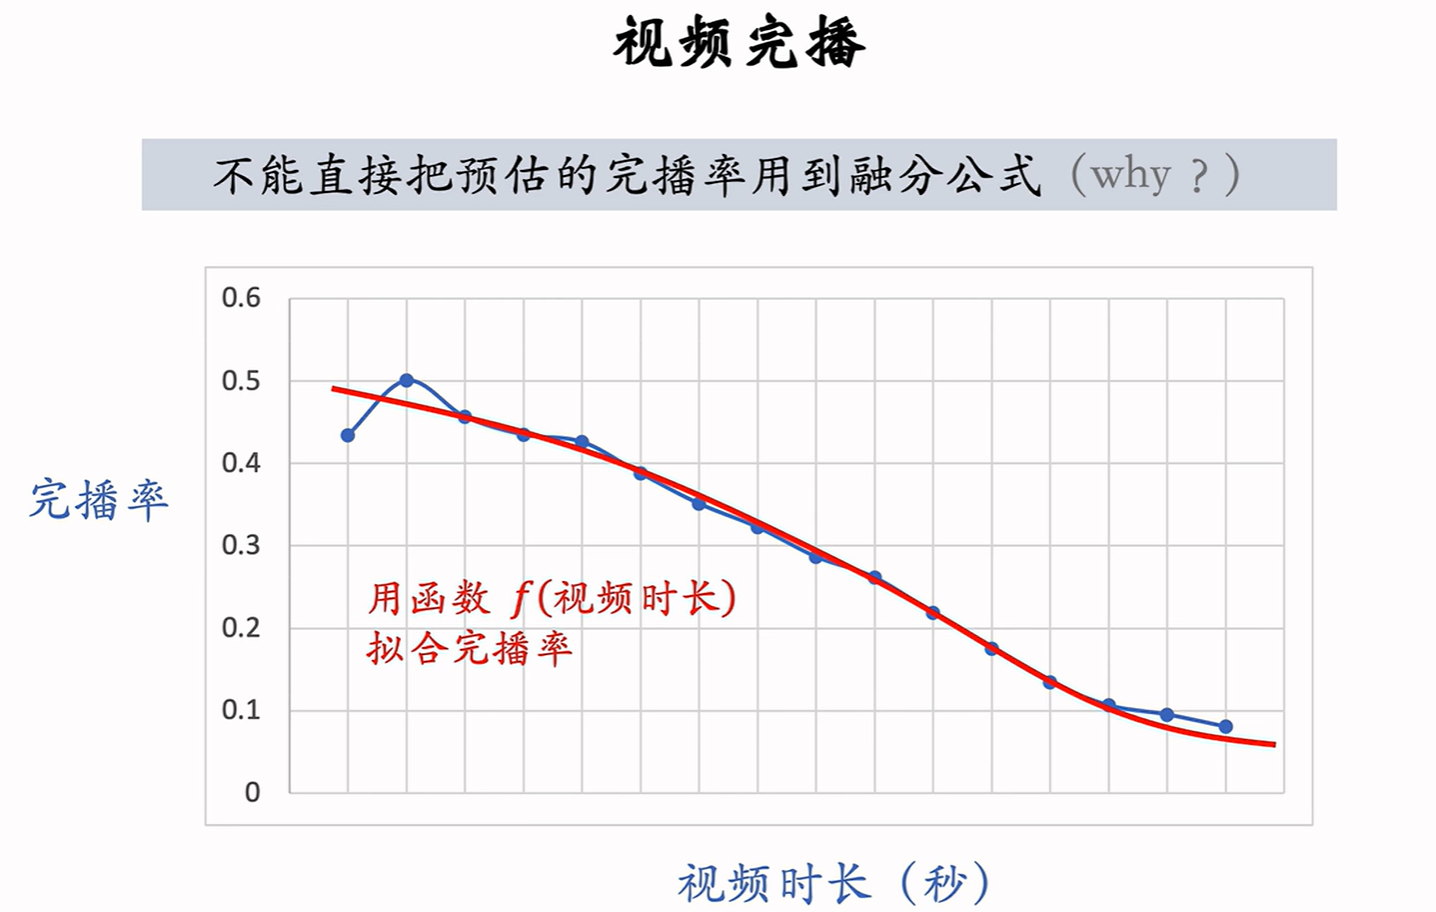 视频完播
不能直接把预估的完播率用到融分公式（why？）
0.6
0.5
0.4
完播率
0.3
用函数 f(视频时长)
拟合完播率
0.2
0.1
0
视频时长（秒）